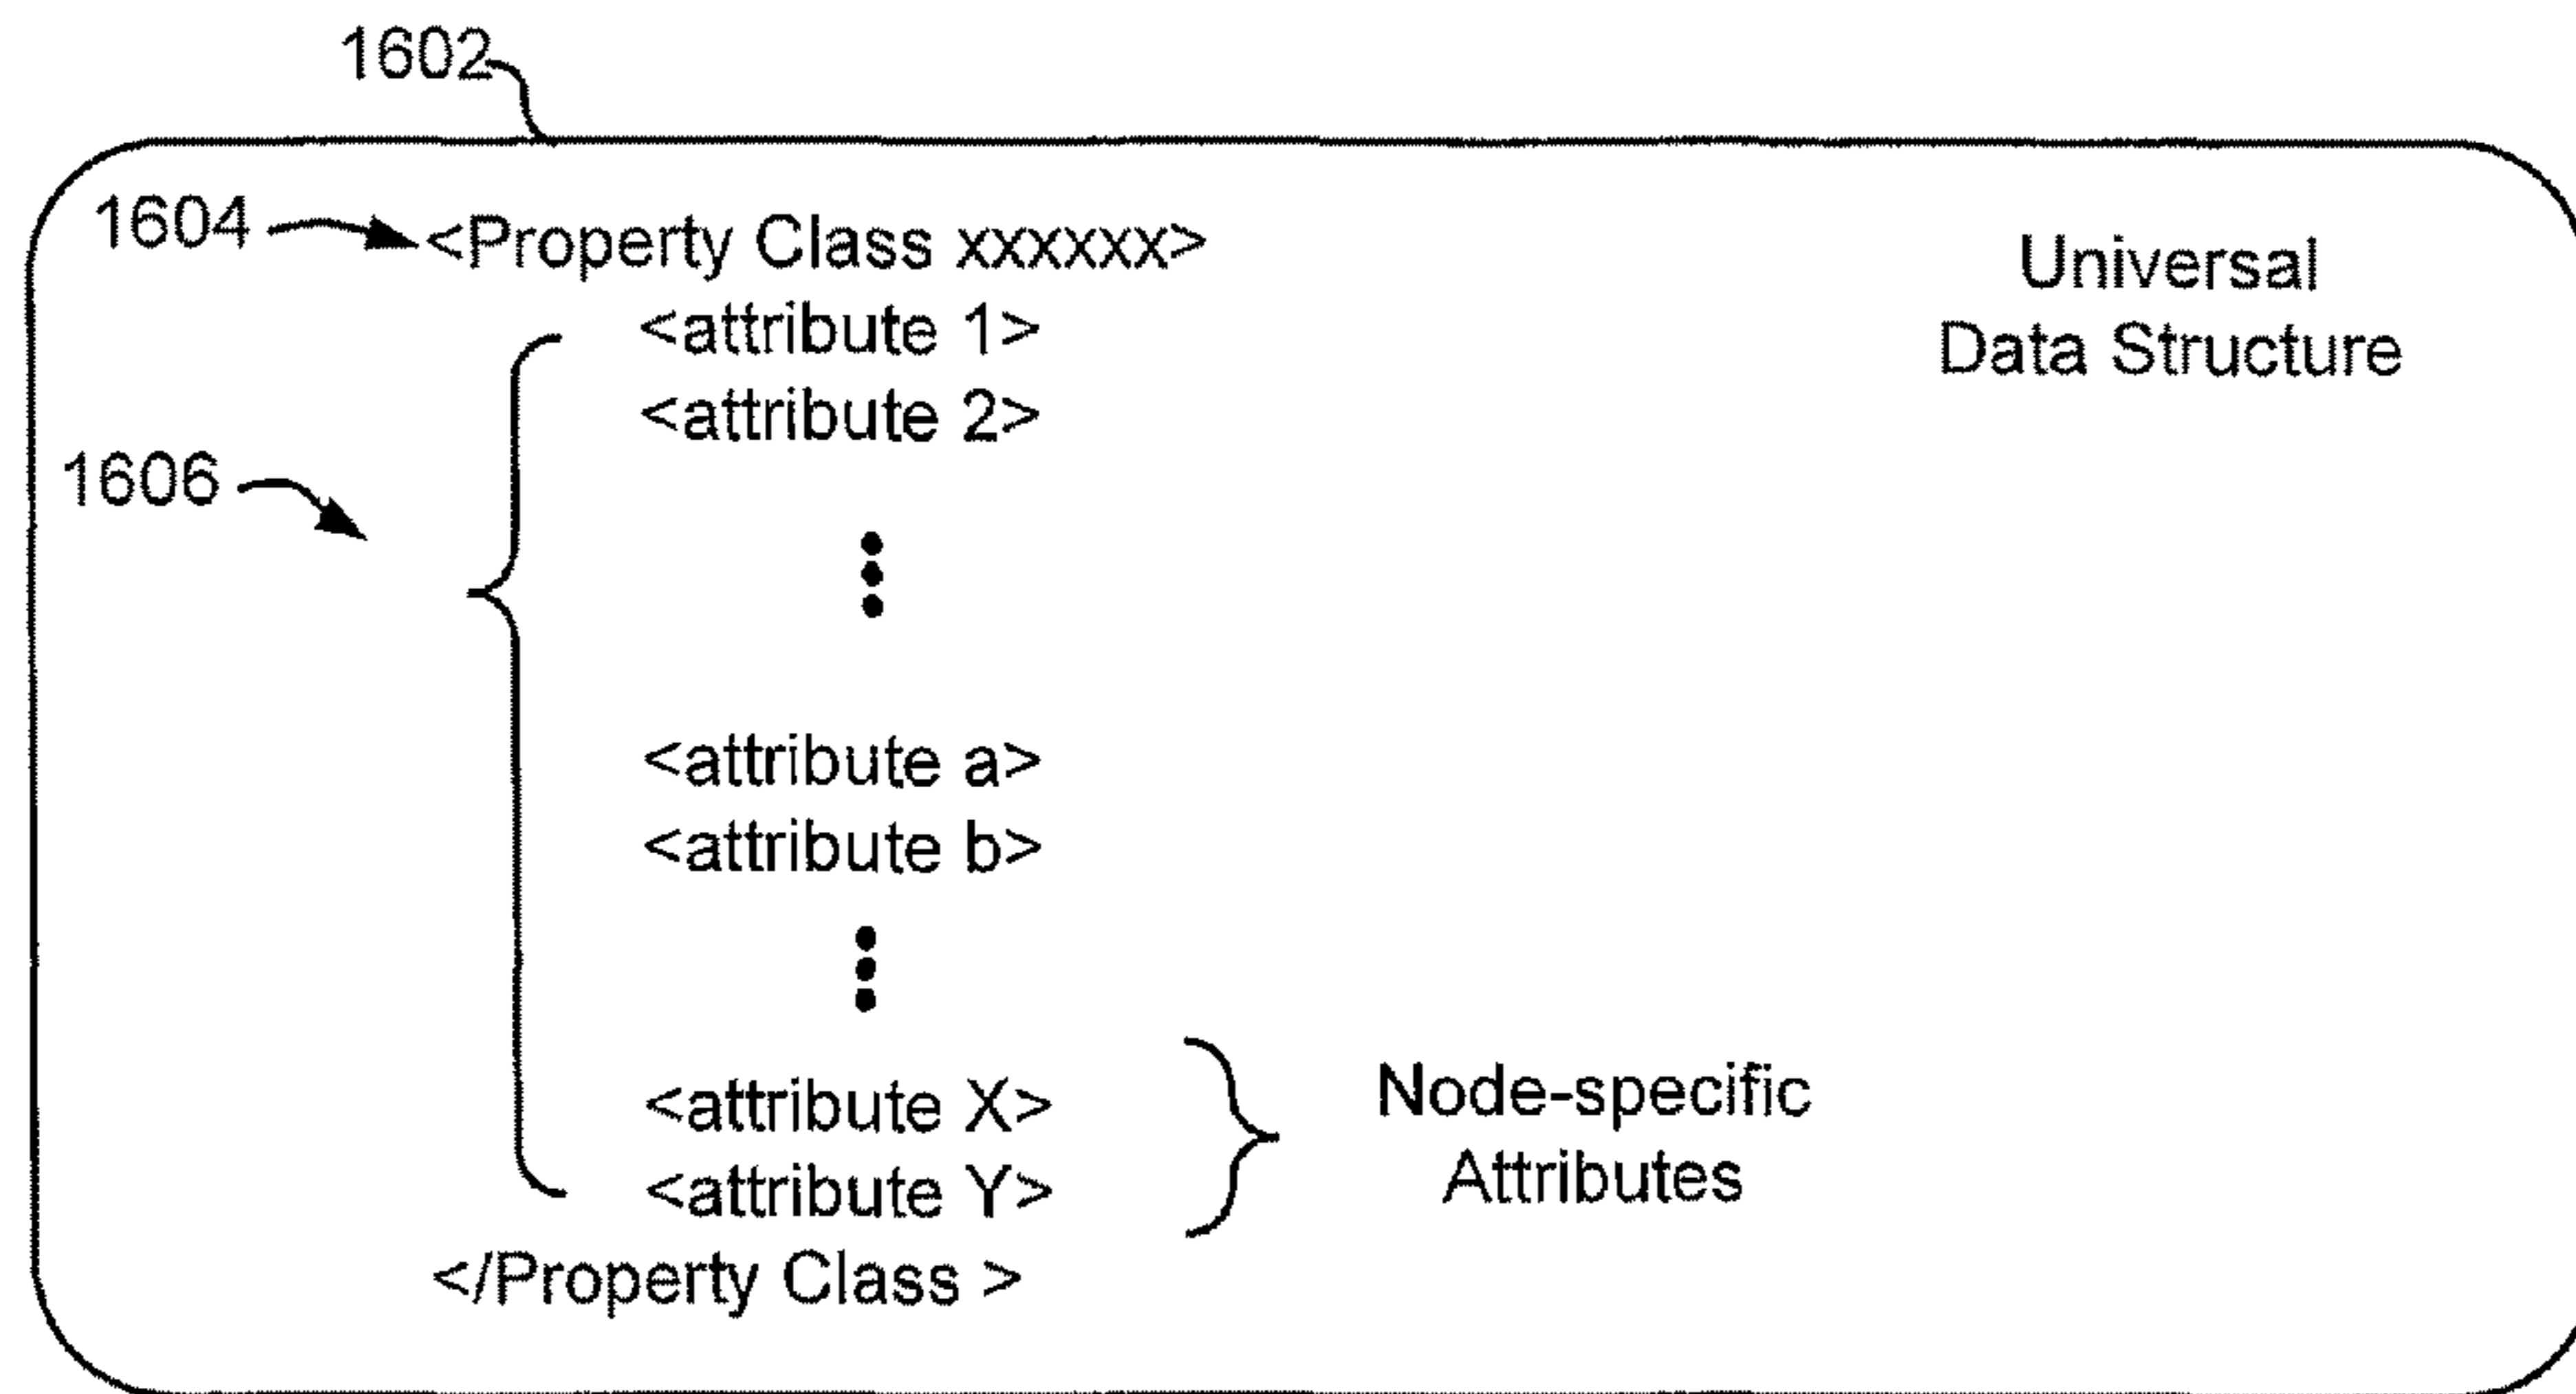 1602
1604
<Property Class xxxxxx>
Universal
Data Structure
<attribute 1>
<attribute 2>
1606
<attribute a>
<attribute b>
<attribute X>
<attribute Y>
Node-specific
Attributes
</Property Class >